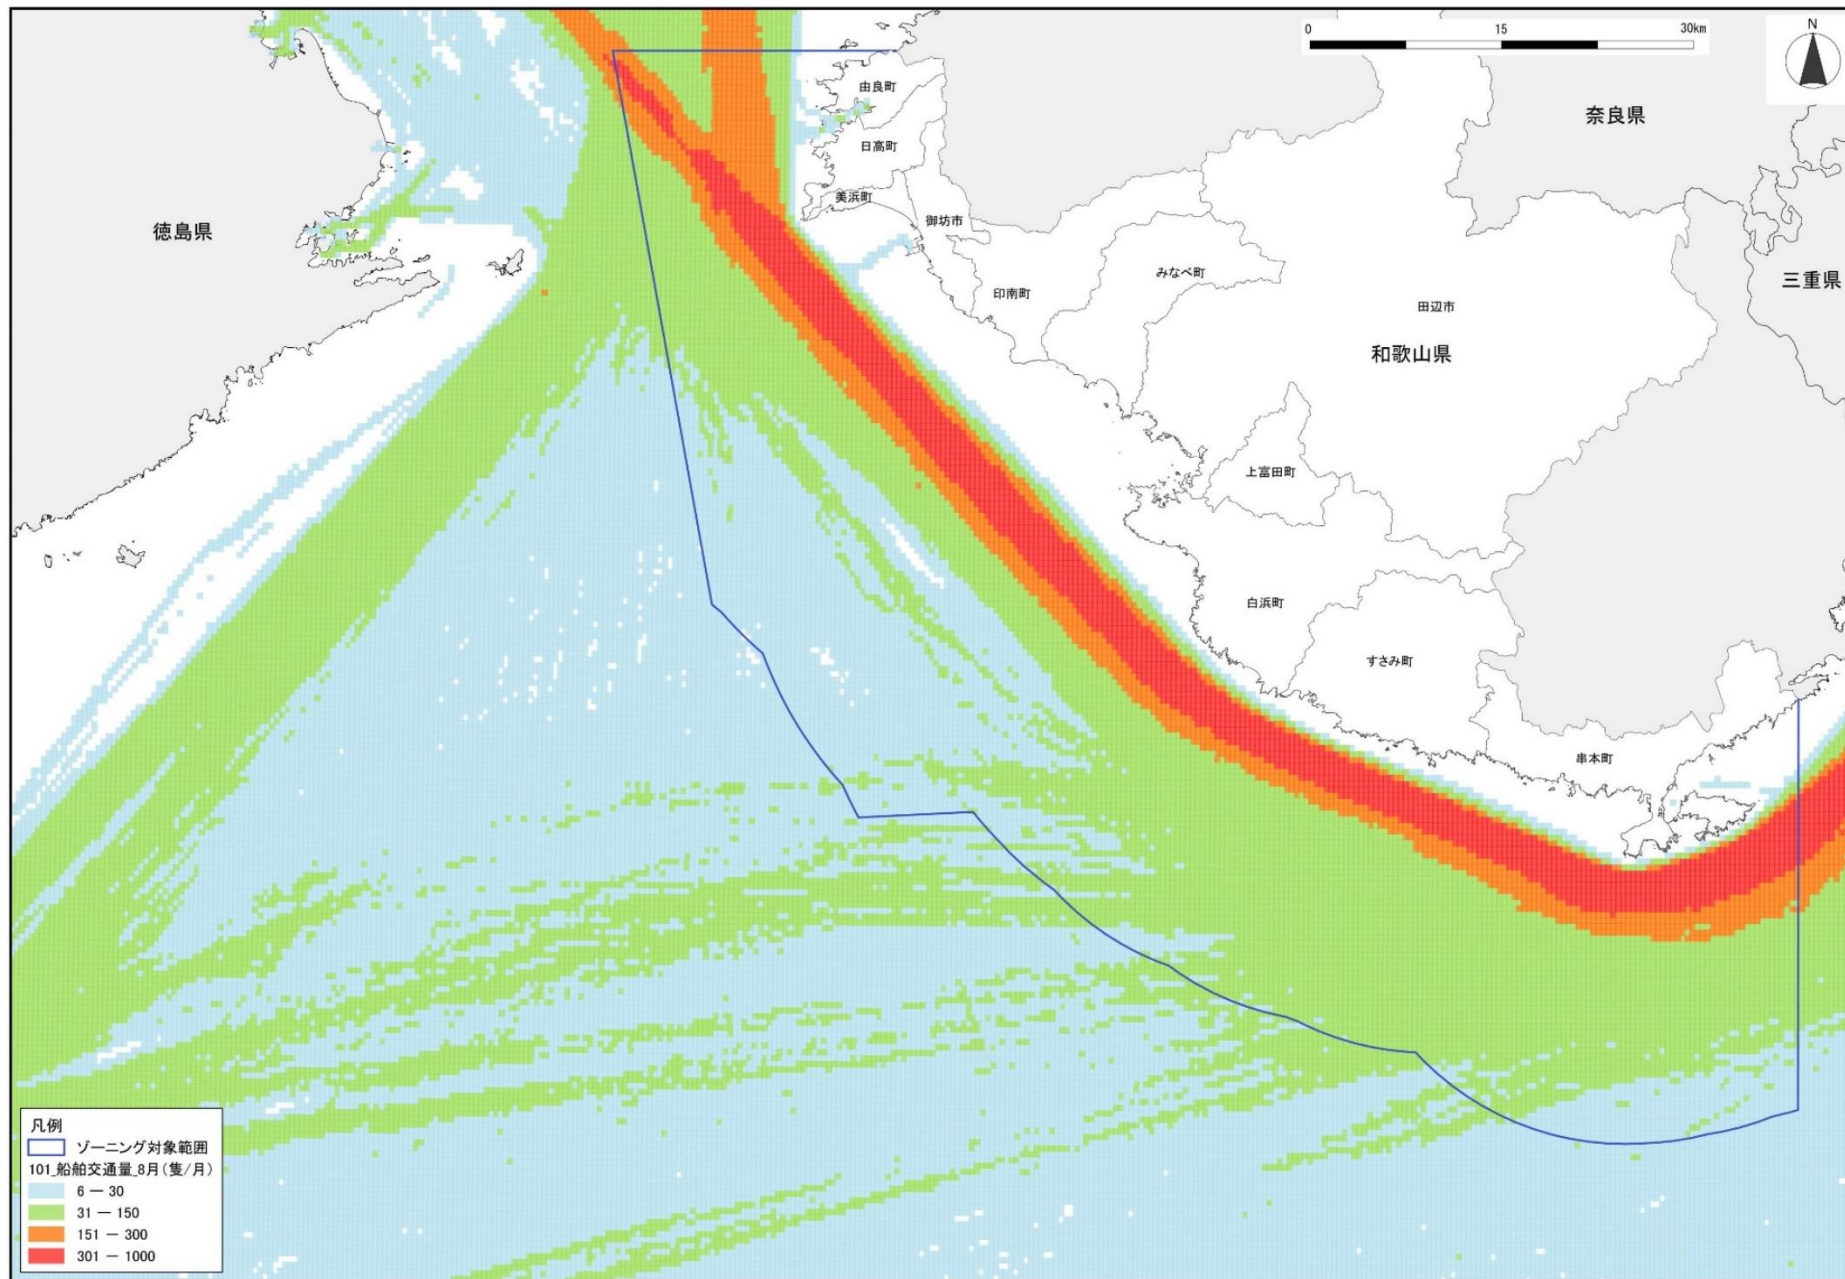 0 15 30km
N
由良町
奈良県
日高町
美浜町
御坊市
徳島県
みなべ町
三重県
印南町
田辺市
和歌山県
上富田町
白浜町
すさみ町
串本町
凡例
ゾーニング対象範囲
101_船舶交通量_8月(隻/月)
6 － 30
31 － 150
151 － 300
301 － 1000